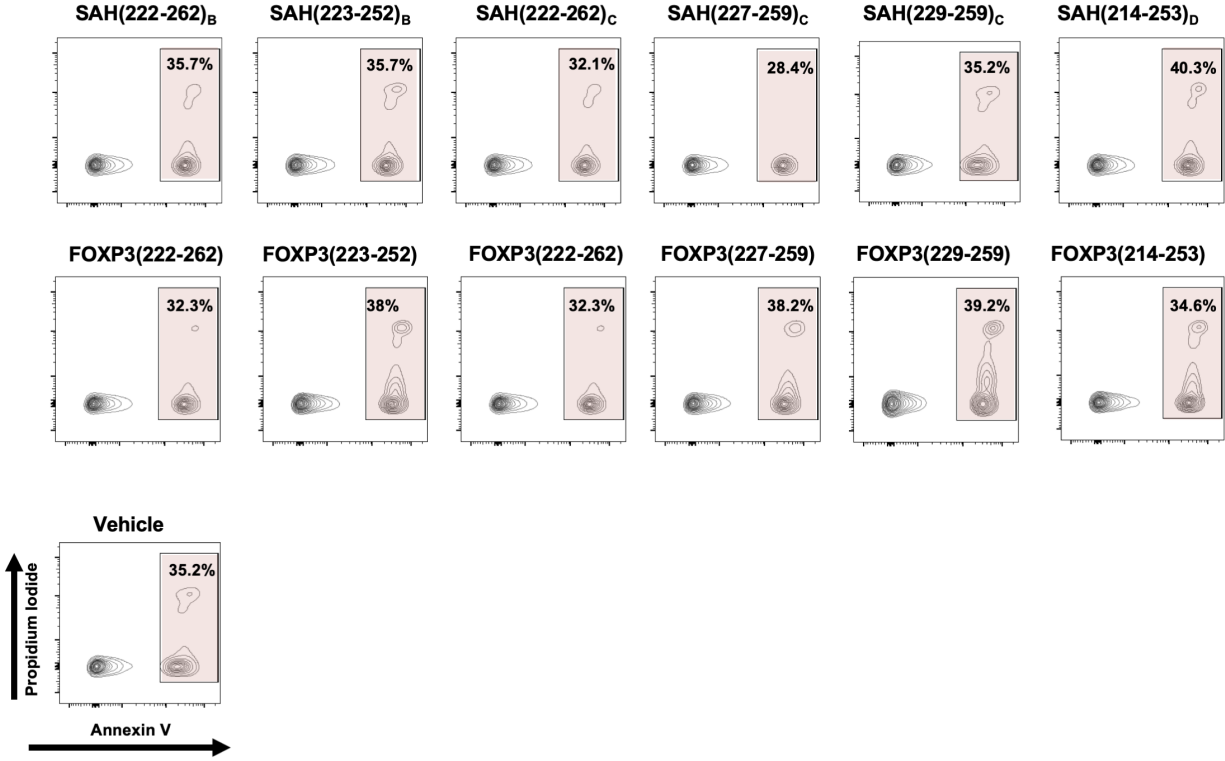 SAH(222-262)B SAH(223-252)B SAH(222-262)C SAH(227-259)C SAH(229-259)C SAH(214-253)D
35.7% 35.7% 32.1% 28.4% 35.2% 40.3%
FOXP3(222-262) FOXP3(223-252) FOXP3(222-262) FOXP3(227-259) FOXP3(229-259) FOXP3(214-253)
32.3% 38% 32.3% 38.2% 39.2% 34.6%
Vehicle
35.2%
Propidium Iodide
Annexin V